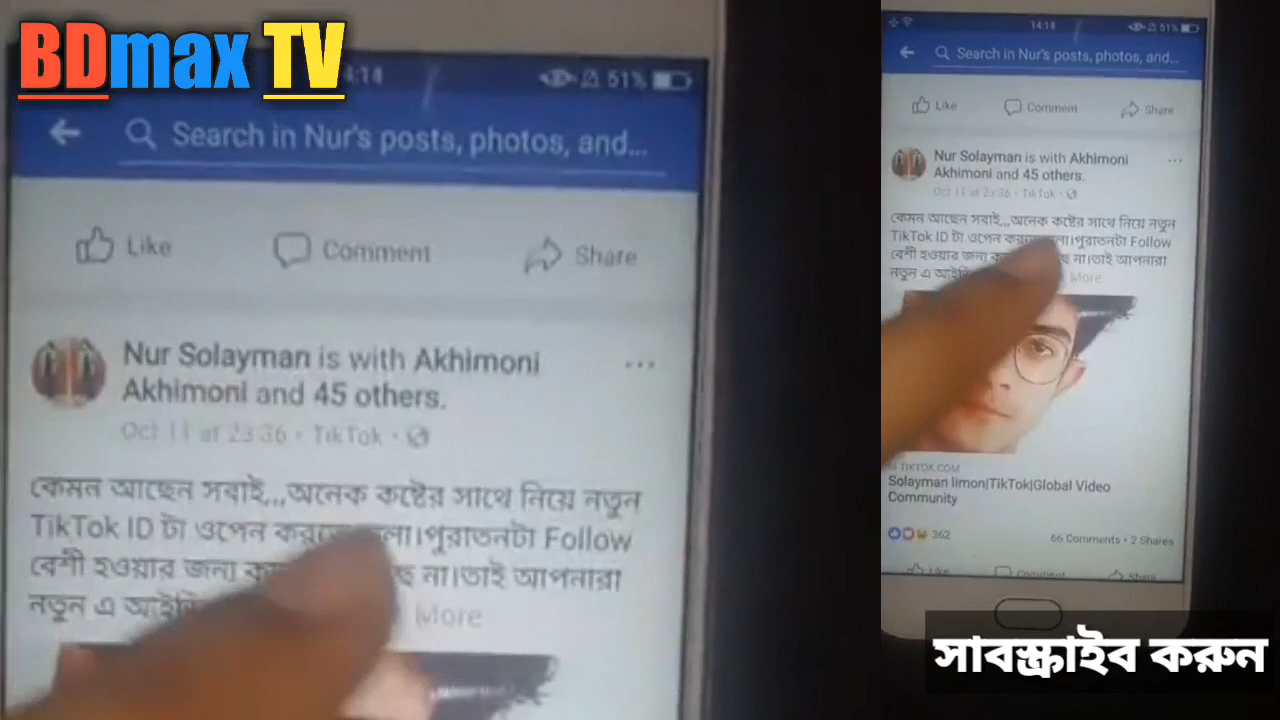 BDmax TV
4:14
51%
Search in Nur's posts, photos, and...
Like Comment Share
Nur Solayman is with Akhimoni
Akhimoni and 45 others.
Oct 11 at 23:36 · TikTok ·
কেমন আছেন সবাই,,,অনেক কষ্টের সাথে নিয়ে নতুন
TikTok ID টা ওপেন পুরাতনটা Follow
বেশী হওয়ার জন্য না।তাই আপনারা
নতুন এ
More
14:14
51%
Search in Nur's posts, photos, and...
Like Comment Share
Nur Solayman is with Akhimoni
Akhimoni and 45 others.
Oct 11 at 23:36 · TikTok ·
কেমন আছেন সবাই,,,অনেক কষ্টের সাথে নিয়ে নতুন
TikTok ID টা ওপেন পুরাতনটা Follow
বেশী হওয়ার জন্য না।তাই আপনারা
নতুন এ More
TIKTOK.COM
Solayman limon|TikTok|Global Video
Community
362 66 Comments · 2 Shares
Like Comment Share
সাবস্ক্রাইব করুন